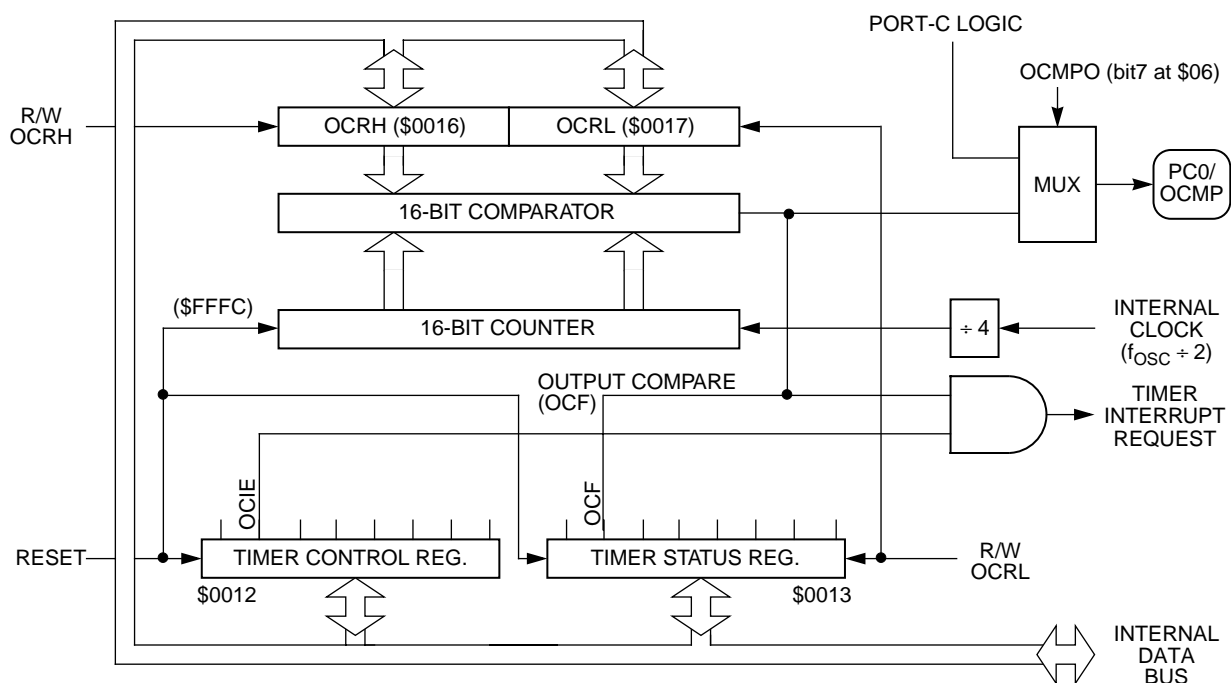 PORT-C LOGIC
OCMPO (bit7 at $06)
R/W
OCRH
OCRH ($0016)
OCRL ($0017)
MUX
PC0/
OCMP
16-BIT COMPARATOR
($FFFC)
16-BIT COUNTER
÷ 4
INTERNAL
CLOCK
(fOSC ÷ 2)
OUTPUT COMPARE
(OCF)
TIMER
INTERRUPT
REQUEST
OCIE
OCF
RESET
TIMER CONTROL REG.
TIMER STATUS REG.
R/W
OCRL
$0012
$0013
INTERNAL
DATA
BUS